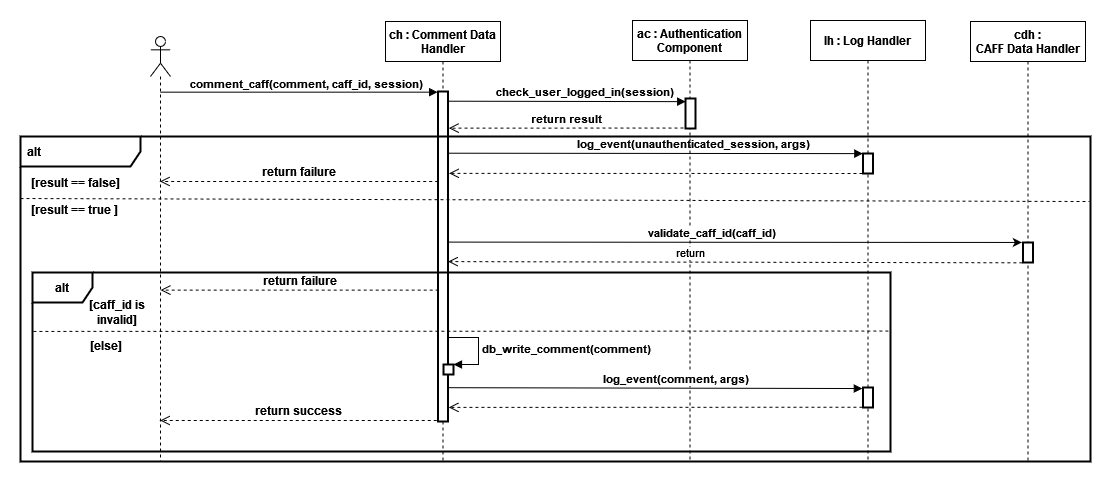 ch : Comment Data
Handler
ac : Authentication
Component
lh : Log Handler
cdh :
CAFF Data Handler
comment_caff(comment, caff_id, session)
check_user_logged_in(session)
return result
alt
log_event(unauthenticated_session, args)
return failure
[result == false]
[result == true ]
validate_caff_id(caff_id)
return
alt
return failure
[caff_id is
invalid]
[else]
db_write_comment(comment)
log_event(comment, args)
return success